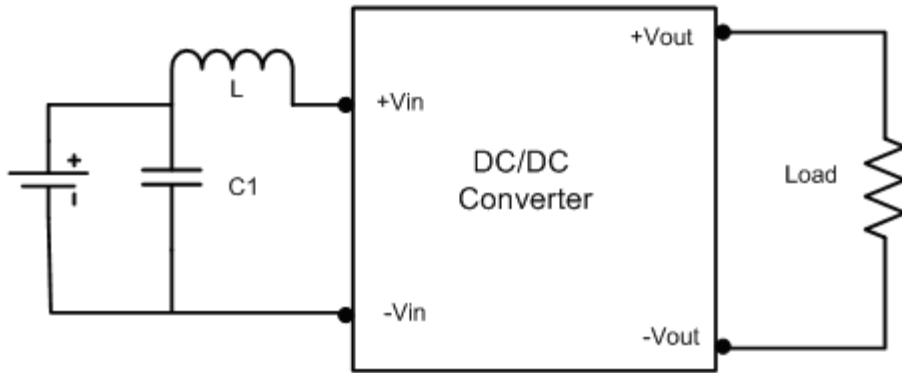 +Vout
L
+Vin
DC/DC
Converter
+
C1
Load
-
-Vin
-Vout